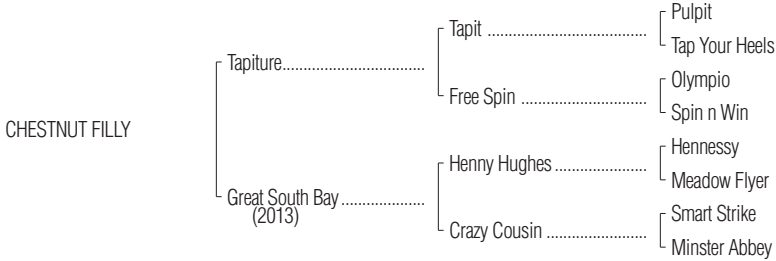 Pulpit
Tapit ....................................
Tap Your Heels
Tapiture................................
Olympio
Free Spin ............................
Spin n Win
CHESTNUT FILLY
Hennessy
Henny Hughes ....................
Meadow Flyer
Great South Bay ...................
(2013)
Smart Strike
Crazy Cousin .......................
Minster Abbey